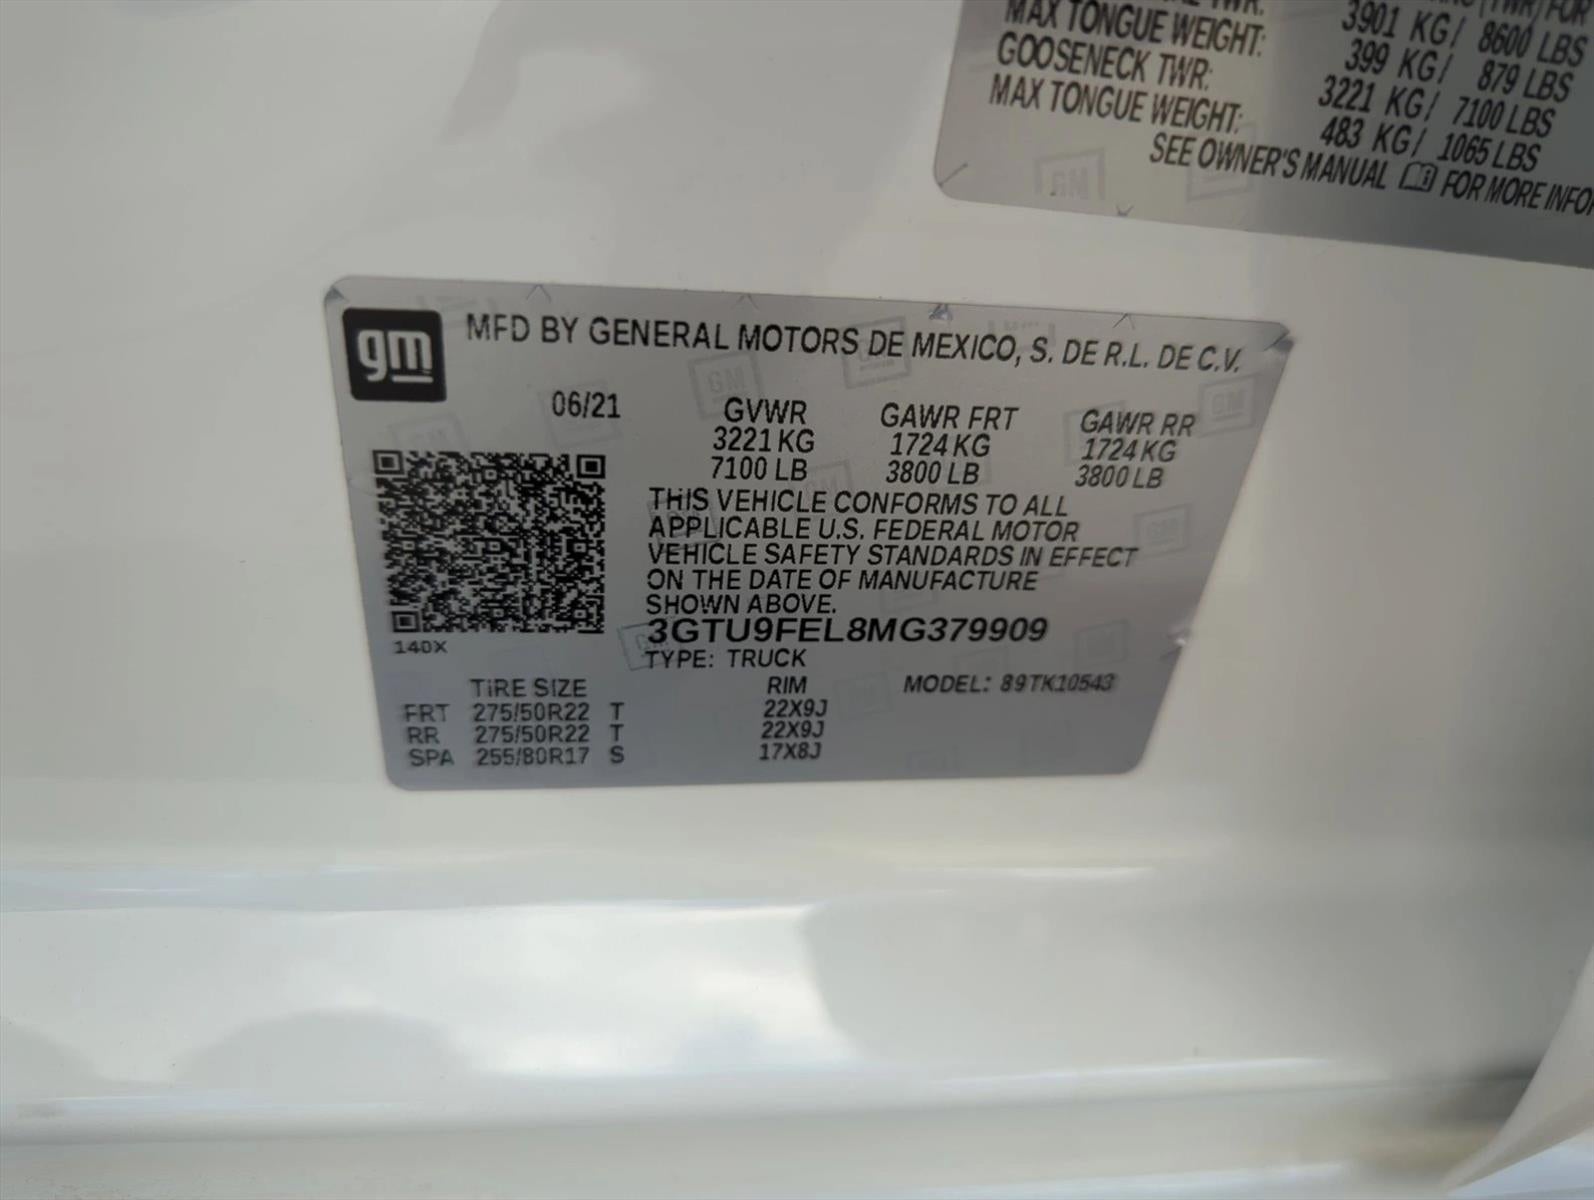 MAX TONGUE WEIGHT: 3901 KG/ 8600 LBS
GOOSENECK TWR: 399 KG/ 879 LBS
MAX TONGUE WEIGHT: 3221 KG/ 7100 LBS
483 KG/ 1065 LBS
SEE OWNER'S MANUAL FOR MORE INFO
gm
MFD BY GENERAL MOTORS DE MEXICO, S. DE R.L. DE C.V.
06/21 GVWR GAWR FRT GAWR RR
3221 KG 1724 KG 1724 KG
7100 LB 3800 LB 3800 LB
THIS VEHICLE CONFORMS TO ALL
APPLICABLE U.S. FEDERAL MOTOR
VEHICLE SAFETY STANDARDS IN EFFECT
ON THE DATE OF MANUFACTURE
SHOWN ABOVE.
3GTU9FEL8MG379909
140X
TYPE: TRUCK
TIRE SIZE RIM MODEL: 89TK10543
FRT 275/50R22 T 22X9J
RR 275/50R22 T 22X9J
SPA 255/80R17 S 17X8J